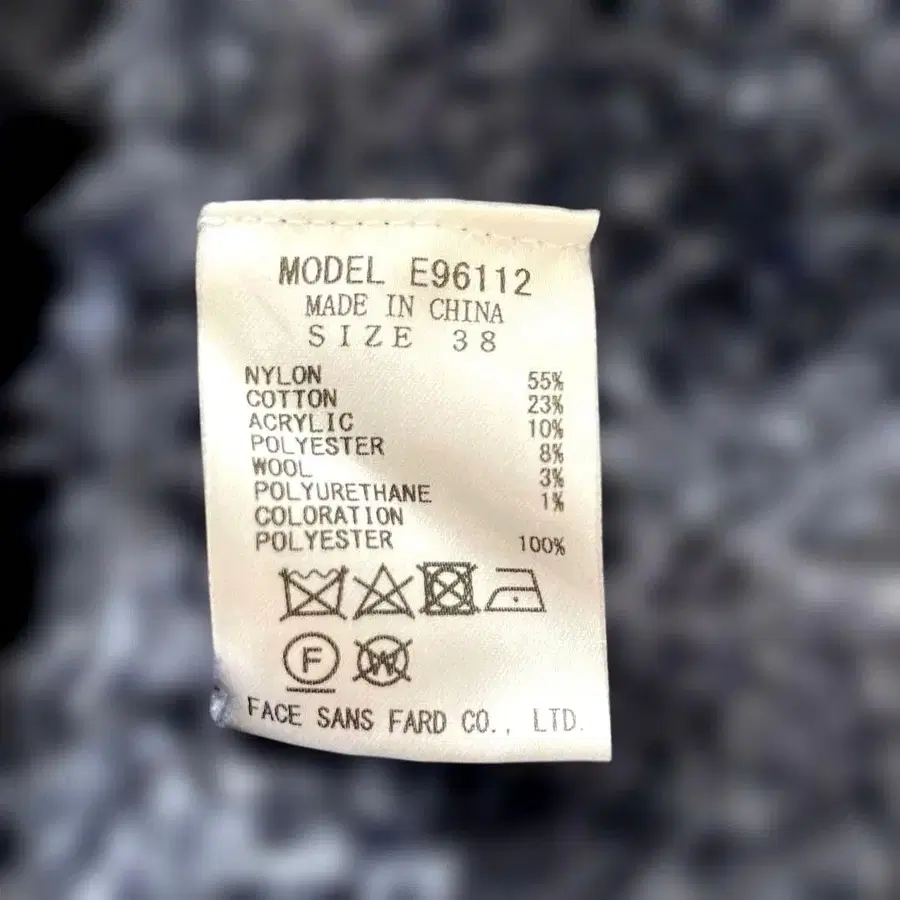 MODEL E96112
MADE IN CHINA
SIZE 38
NYLON 55%
COTTON 23%
ACRYLIC 10%
POLYESTER 8%
WOOL 3%
POLYURETHANE 1%
COLORATION
POLYESTER 100%
F W
FACE SANS FARD CO., LTD.